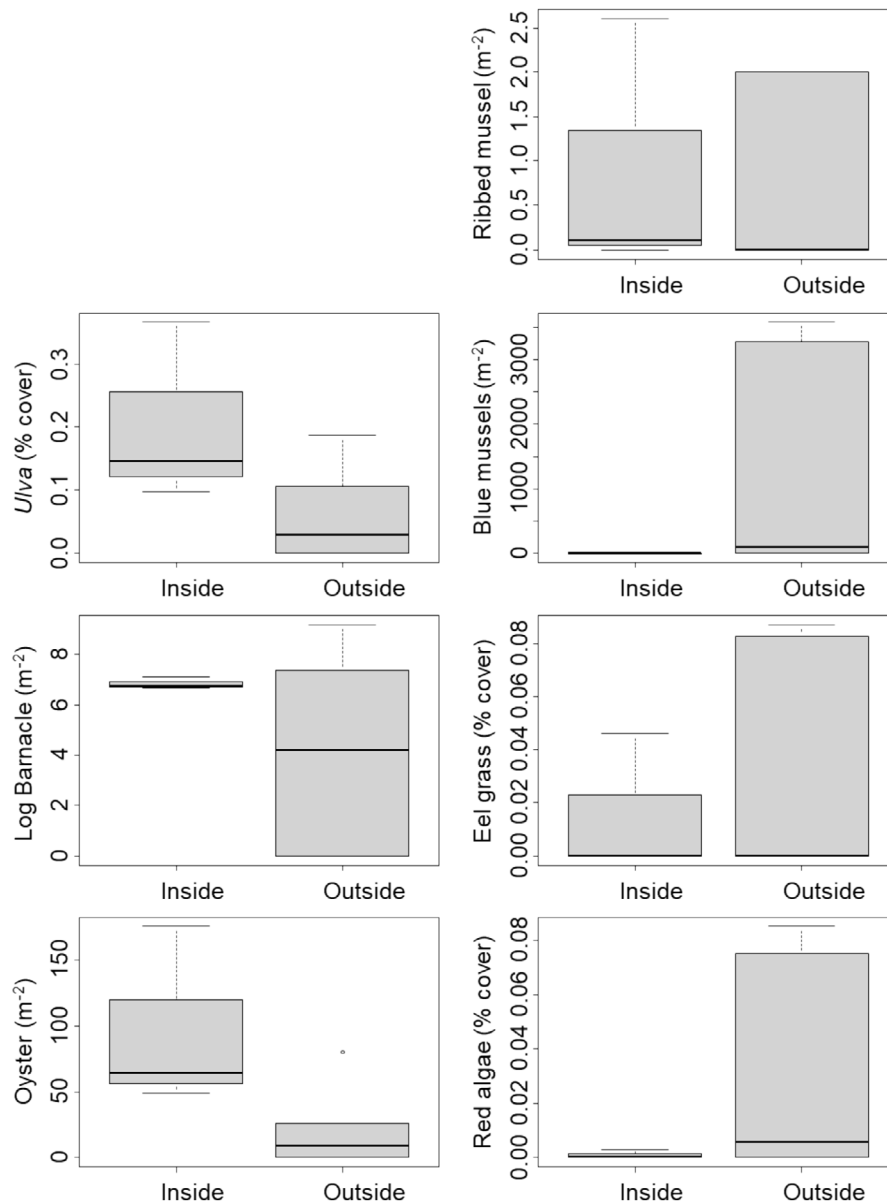 Ribbed mussel (m⁻²)
0.0 0.5 1.0 1.5 2.0 2.5
Inside Outside
Ulva (% cover)
0.0 0.1 0.2 0.3
Inside Outside
Blue mussels (m⁻²)
0 1000 2000 3000
Inside Outside
Log Barnacle (m⁻²)
0 2 4 6 8
Inside Outside
Eel grass (% cover)
0.00 0.02 0.04 0.06 0.08
Inside Outside
Oyster (m⁻²)
0 50 100 150
Inside Outside
Red algae (% cover)
0.00 0.02 0.04 0.06 0.08
Inside Outside